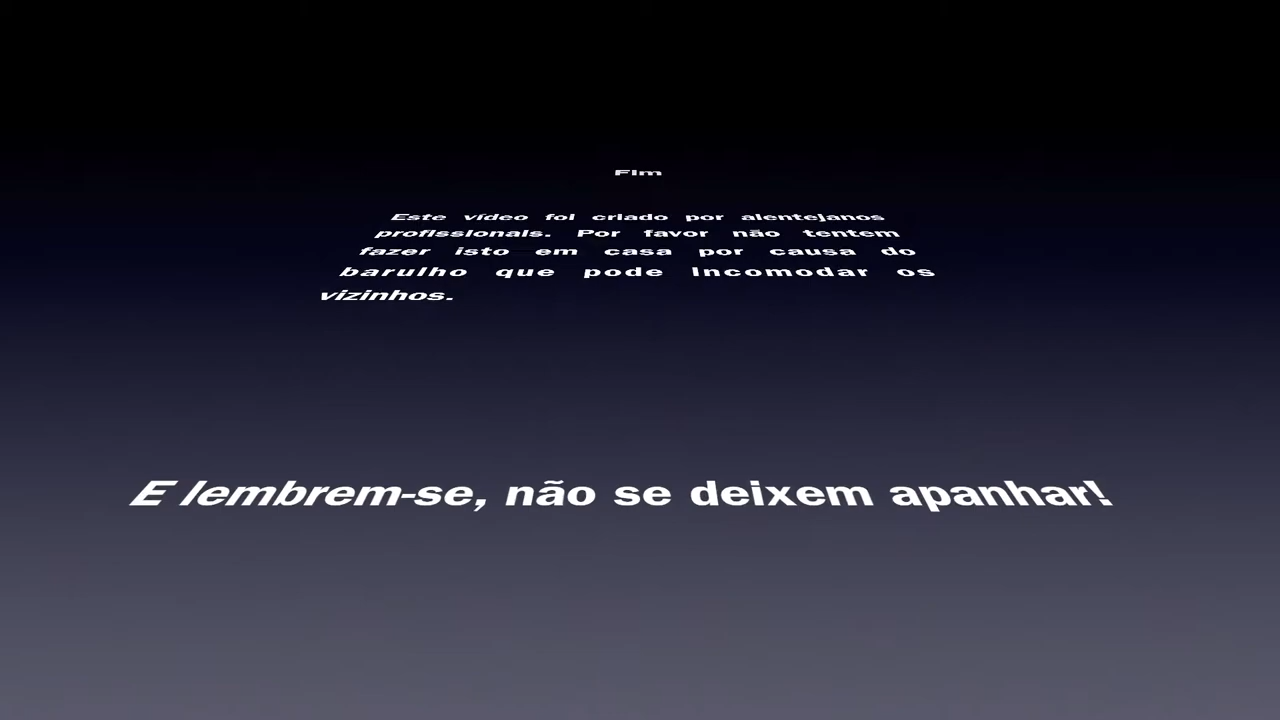 Fim
Este vídeo foi criado por alentejanos
profissionais. Por favor não tentem
fazer isto em casa por causa do
barulho que pode incomodar os
vizinhos.
E lembrem-se, não se deixem apanhar!